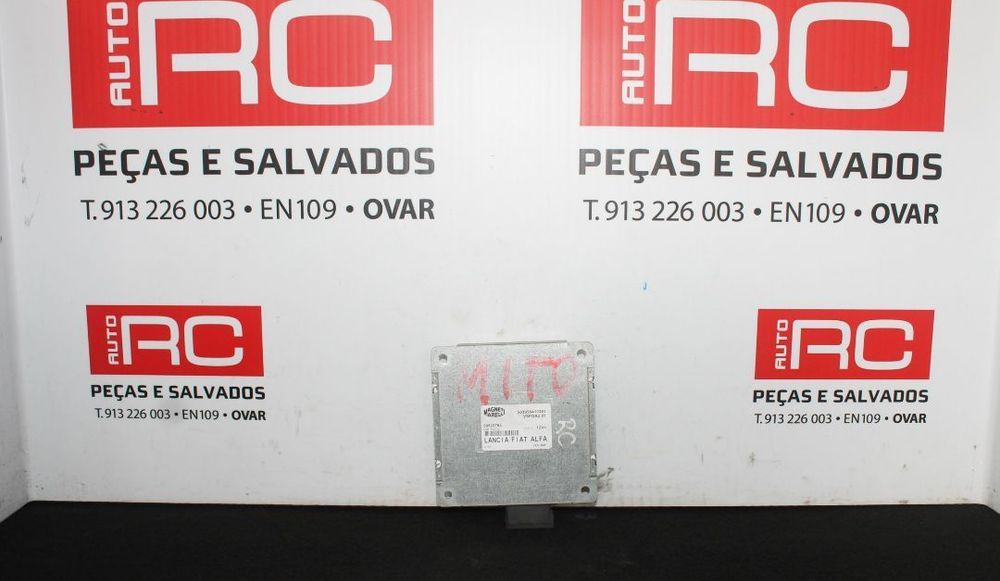 AUTO RC
PEÇAS E SALVADOS
T. 913 226 003 • EN109 • OVAR
AUTO RC
PEÇAS E SALVADOS
T. 913 226 003 • EN109 • OVAR
AUTO RC
PEÇAS E SALVADOS
T. 913 226 003 • EN109 • OVAR
AUTO RC
PEÇAS E SALVADOS
T. 913 226 003 • EN109 • OVAR
MITO
MAGNETI
MARELLI
LANCIA FIAT ALFA
RC